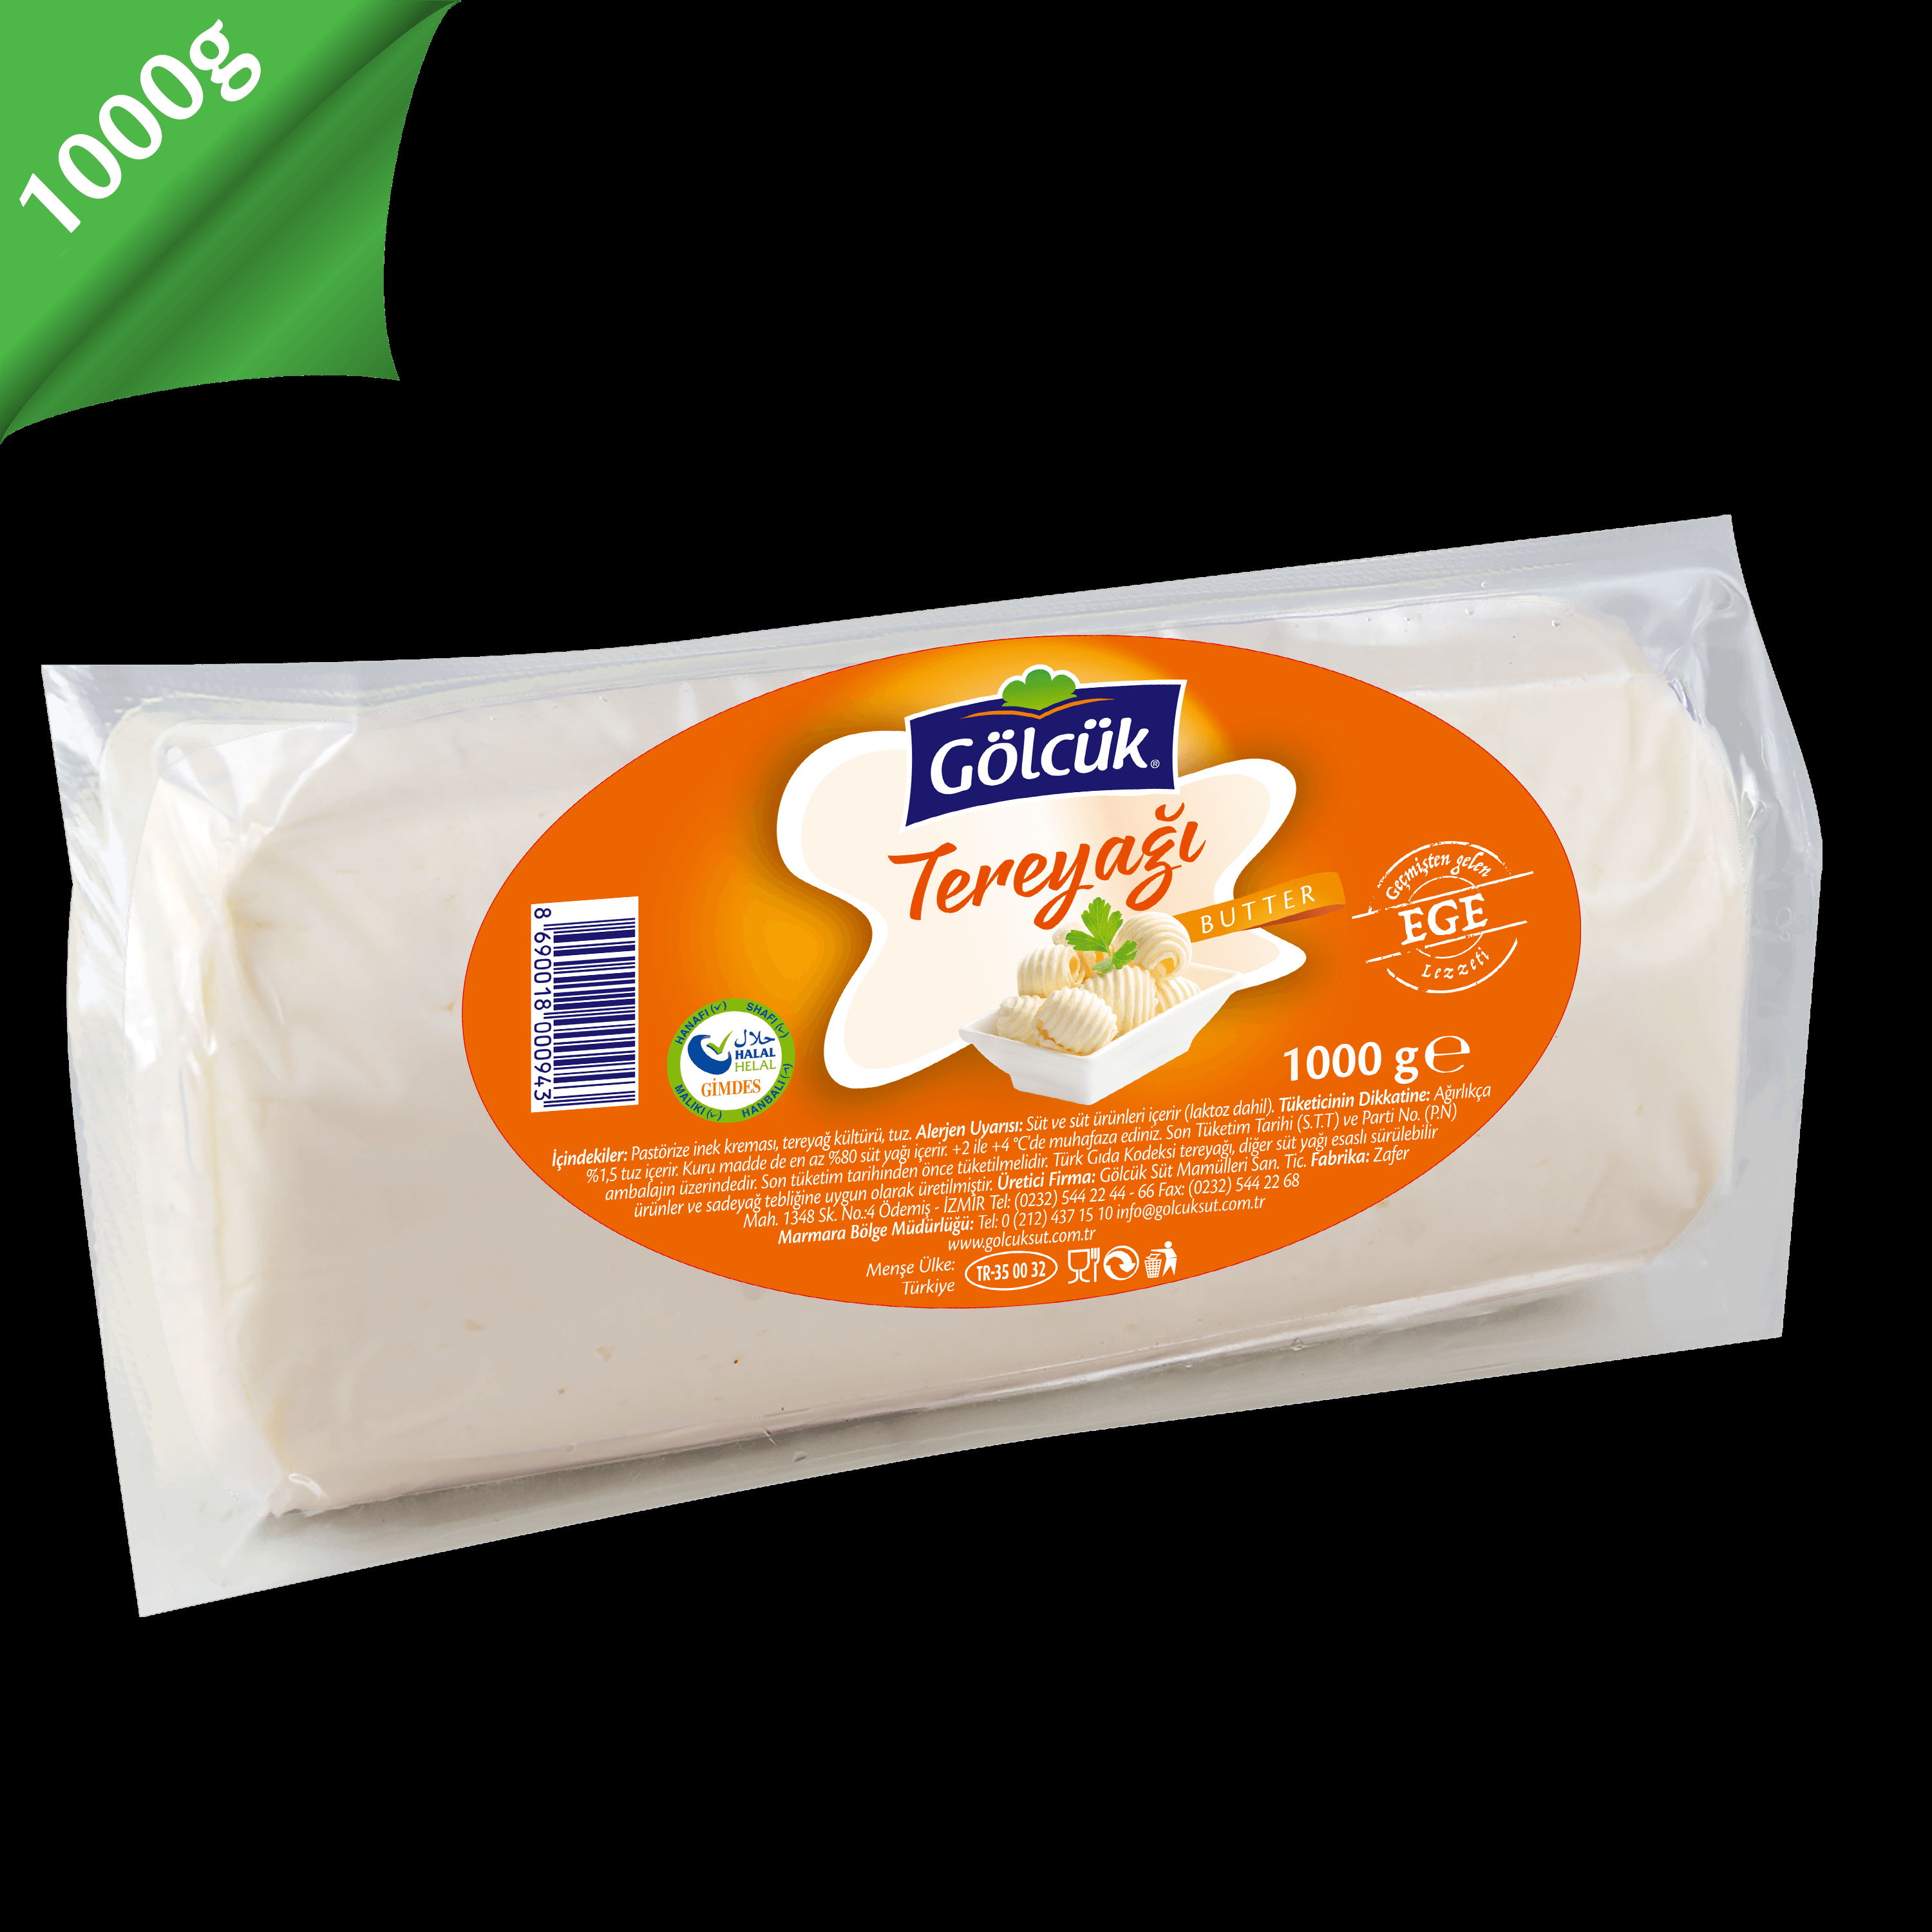 1000g
Gölcük®
Tereyağı
BUTTER
Geçmişten gelen
EGE
Lezzeti
8 690018 000943
HANAFI (✓) SHAFI (✓)
حلال
HALAL
HELAL
GİMDES
MALIKI (✓) HANBALI (✓)
1000 g ℮
İçindekiler: Pastörize inek kreması, tereyağ kültürü, tuz. Alerjen Uyarısı: Süt ve süt ürünleri içerir (laktoz dahil). Tüketicinin Dikkatine: Ağırlıkça
%1,5 tuz içerir. Kuru madde de en az %80 süt yağı içerir. +2 ile +4 °C'de muhafaza ediniz. Son Tüketim Tarihi (S.T.T) ve Parti No. (P.N)
ambalajın üzerindedir. Son tüketim tarihinden önce tüketilmelidir. Türk Gıda Kodeksi tereyağı, diğer süt yağı esaslı sürülebilir
ürünler ve sadeyağ tebliğine uygun olarak üretilmiştir. Üretici Firma: Gölcük Süt Mamülleri San. Tic. Fabrika: Zafer
Mah. 1348 Sk. No.:4 Ödemiş - İZMİR Tel: (0232) 544 22 44 - 66 Fax: (0232) 544 22 68
Marmara Bölge Müdürlüğü: Tel: 0 (212) 437 15 10 info@golcuksut.com.tr
www.golcuksut.com.tr
Menşe Ülke:
Türkiye
TR-35 00 32